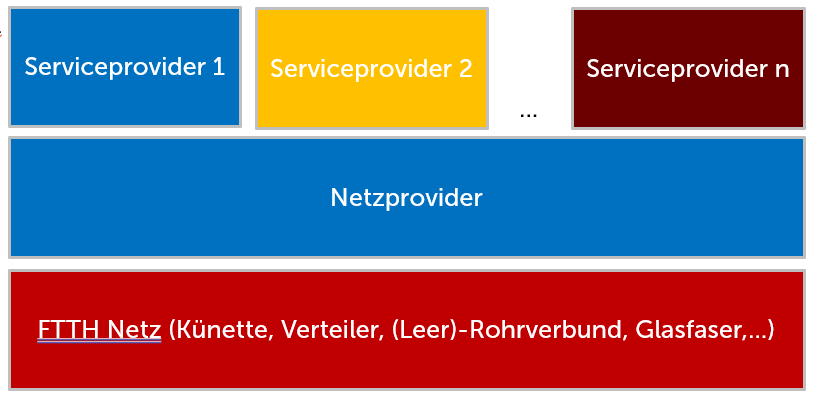 Serviceprovider 1
Serviceprovider 2
...
Serviceprovider n
Netzprovider
FTTH Netz (Künette, Verteiler, (Leer)-Rohrverbund, Glasfaser,...)